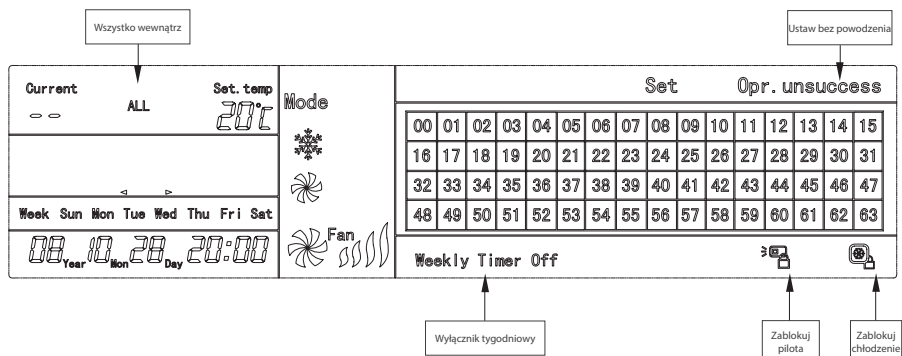 Wszystko wewnątrz
Ustaw bez powodzenia
Current
ALL
Set.temp
-- 20℃
Mode
Set Opr.unsuccess
00 01 02 03 04 05 06 07 08 09 10 11 12 13 14 15
16 17 18 19 20 21 22 23 24 25 26 27 28 29 30 31
32 33 34 35 36 37 38 39 40 41 42 43 44 45 46 47
48 49 50 51 52 53 54 55 56 57 58 59 60 61 62 63
Week Sun Mon Tue Wed Thu Fri Sat
08 Year 10 Mon 28 Day 20:00
Fan
Weekly Timer Off
Wyłącznik tygodniowy
Zablokuj
pilota
Zablokuj
chłodzenie